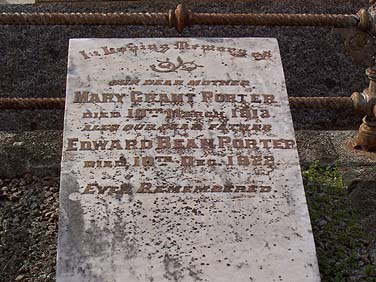 In Loving Memory of
OUR DEAR MOTHER
MARY GRANT PORTER
DIED 10TH MARCH 1913
ALSO OUR DEAR FATHER
EDWARD BEAN PORTER
DIED 10TH DEC. 1922
EVER REMEMBERED